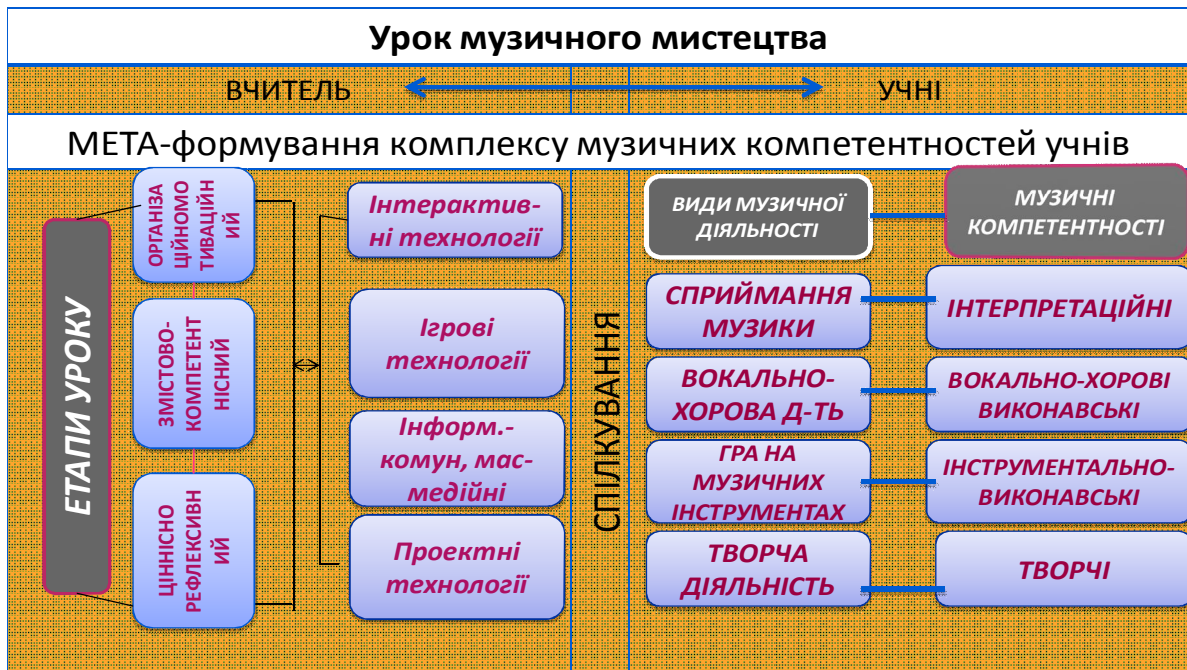 Урок музичного мистецтва
ВЧИТЕЛЬ
УЧНІ
МЕТА-формування комплексу музичних компетентностей учнів
ЕТАПИ УРОКУ
ОРГАНІЗА
ЦІЙНОМО
ТИВАЦІЙН
ИЙ
ЗМІСТОВО-
КОМПЕТЕНТ
НІСНИЙ
ЦІННІСНО
РЕФЛЕКСИВН
ИЙ
Інтерактив-
ні технології
Ігрові
технології
Інформ.-
комун, мас-
медійні
Проектні
технології
СПІЛКУВАННЯ
ВИДИ МУЗИЧНОЇ
ДІЯЛЬНОСТІ
МУЗИЧНІ
КОМПЕТЕНТНОСТІ
СПРИЙМАННЯ
МУЗИКИ
ІНТЕРПРЕТАЦІЙНІ
ВОКАЛЬНО-
ХОРОВА Д-ТЬ
ВОКАЛЬНО-ХОРОВІ
ВИКОНАВСЬКІ
ГРА НА
МУЗИЧНИХ
ІНСТРУМЕНТАХ
ІНСТРУМЕНТАЛЬНО-
ВИКОНАВСЬКІ
ТВОРЧА
ДІЯЛЬНІСТЬ
ТВОРЧІ